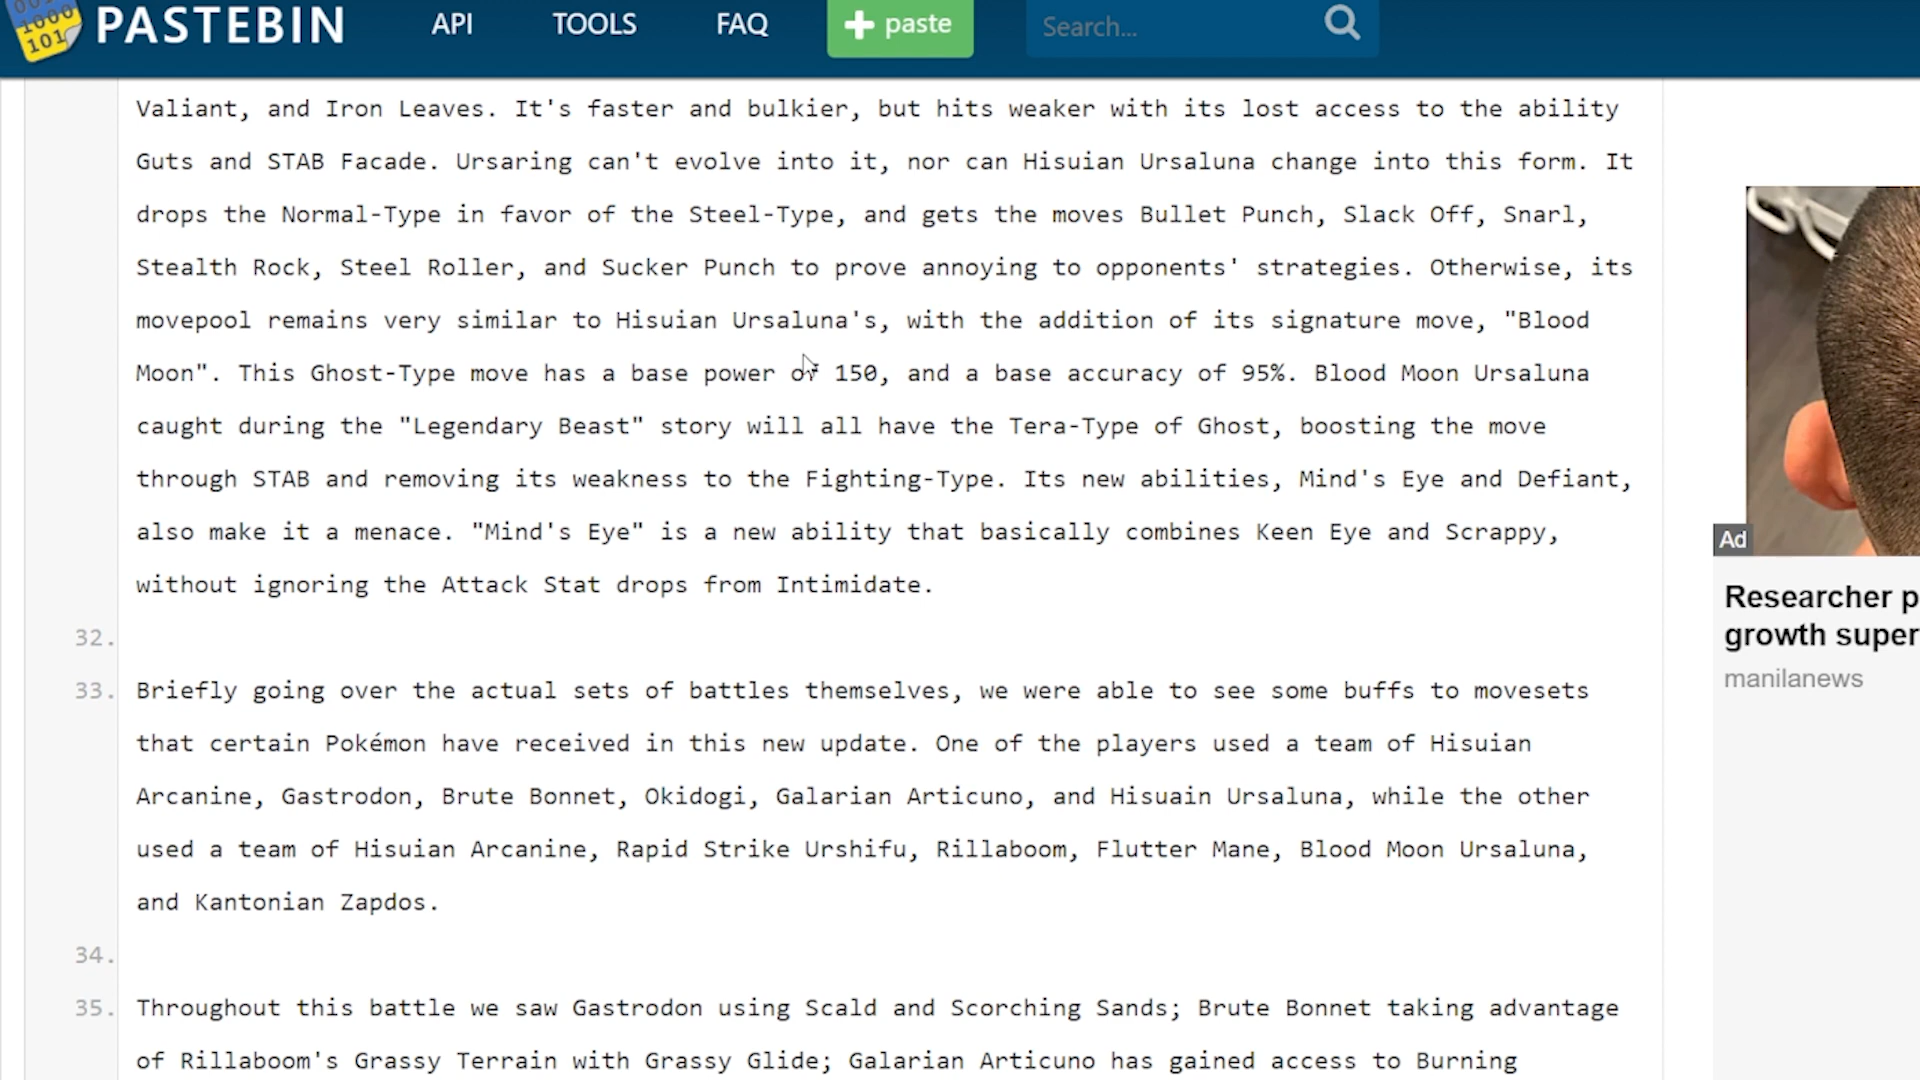 PASTEBIN API TOOLS FAQ + paste Search...
Valiant, and Iron Leaves. It's faster and bulkier, but hits weaker with its lost access to the ability
Guts and STAB Facade. Ursaring can't evolve into it, nor can Hisuian Ursaluna change into this form. It
drops the Normal-Type in favor of the Steel-Type, and gets the moves Bullet Punch, Slack Off, Snarl,
Stealth Rock, Steel Roller, and Sucker Punch to prove annoying to opponents' strategies. Otherwise, its
movepool remains very similar to Hisuian Ursaluna's, with the addition of its signature move, "Blood
Moon". This Ghost-Type move has a base power of 150, and a base accuracy of 95%. Blood Moon Ursaluna
caught during the "Legendary Beast" story will all have the Tera-Type of Ghost, boosting the move
through STAB and removing its weakness to the Fighting-Type. Its new abilities, Mind's Eye and Defiant,
also make it a menace. "Mind's Eye" is a new ability that basically combines Keen Eye and Scrappy,
without ignoring the Attack Stat drops from Intimidate.
32.
33. Briefly going over the actual sets of battles themselves, we were able to see some buffs to movesets
that certain Pokémon have received in this new update. One of the players used a team of Hisuian
Arcanine, Gastrodon, Brute Bonnet, Okidogi, Galarian Articuno, and Hisuain Ursaluna, while the other
used a team of Hisuian Arcanine, Rapid Strike Urshifu, Rillaboom, Flutter Mane, Blood Moon Ursaluna,
and Kantonian Zapdos.
34.
35. Throughout this battle we saw Gastrodon using Scald and Scorching Sands; Brute Bonnet taking advantage
of Rillaboom's Grassy Terrain with Grassy Glide; Galarian Articuno has gained access to Burning
Ad
Researcher p
growth super
manilanews